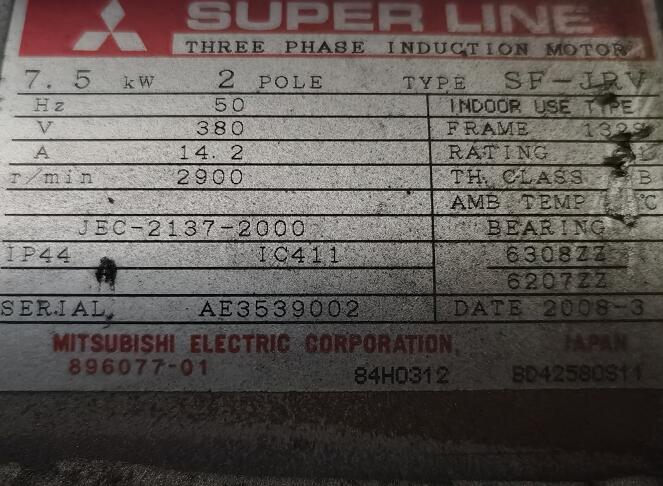 SUPER LINE
THREE PHASE INDUCTION MOTOR
7.5 kW 2 POLE TYPE SF-JRV
Hz 50 INDOOR USE TYPE
V 380 FRAME 132S
A 14.2 RATING
r/min 2900 TH. CLASS B
AMB TEMP °C
JEC-2137-2000 BEARING
IP44 IC411 6308ZZ
6207ZZ
SERIAL AE3539002 DATE 2008-3
MITSUBISHI ELECTRIC CORPORATION, JAPAN
896077-01 84H0312 BD42580S11